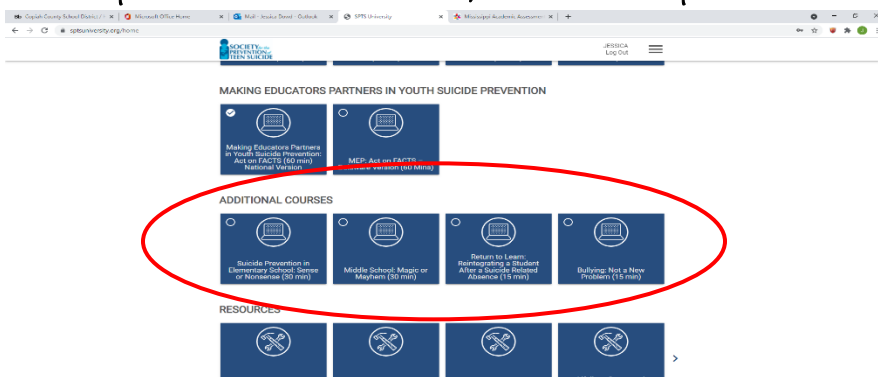 Copiah County School District
Microsoft Office Home
SPTS University
Mississippi Academic Assessment
sptsuniversity.org/home
SOCIETY for the
PREVENTION of
TEEN SUICIDE
JESSICA
Log Out
MAKING EDUCATORS PARTNERS IN YOUTH SUICIDE PREVENTION
Making Educators Partners
in Youth Suicide Prevention:
Act on FACTS (60 min)
National Version
MEP: Act on FACTS
Version (60 Mins)
ADDITIONAL COURSES
Suicide Prevention in
Elementary School: Sense
or Nonsense (30 min)
Middle School: Magic or
Mayhem (30 min)
Return to Learn:
Reintegrating a Student
After a Suicide Related
Absence (15 min)
Bullying: Not a New
Problem (15 min)
RESOURCES